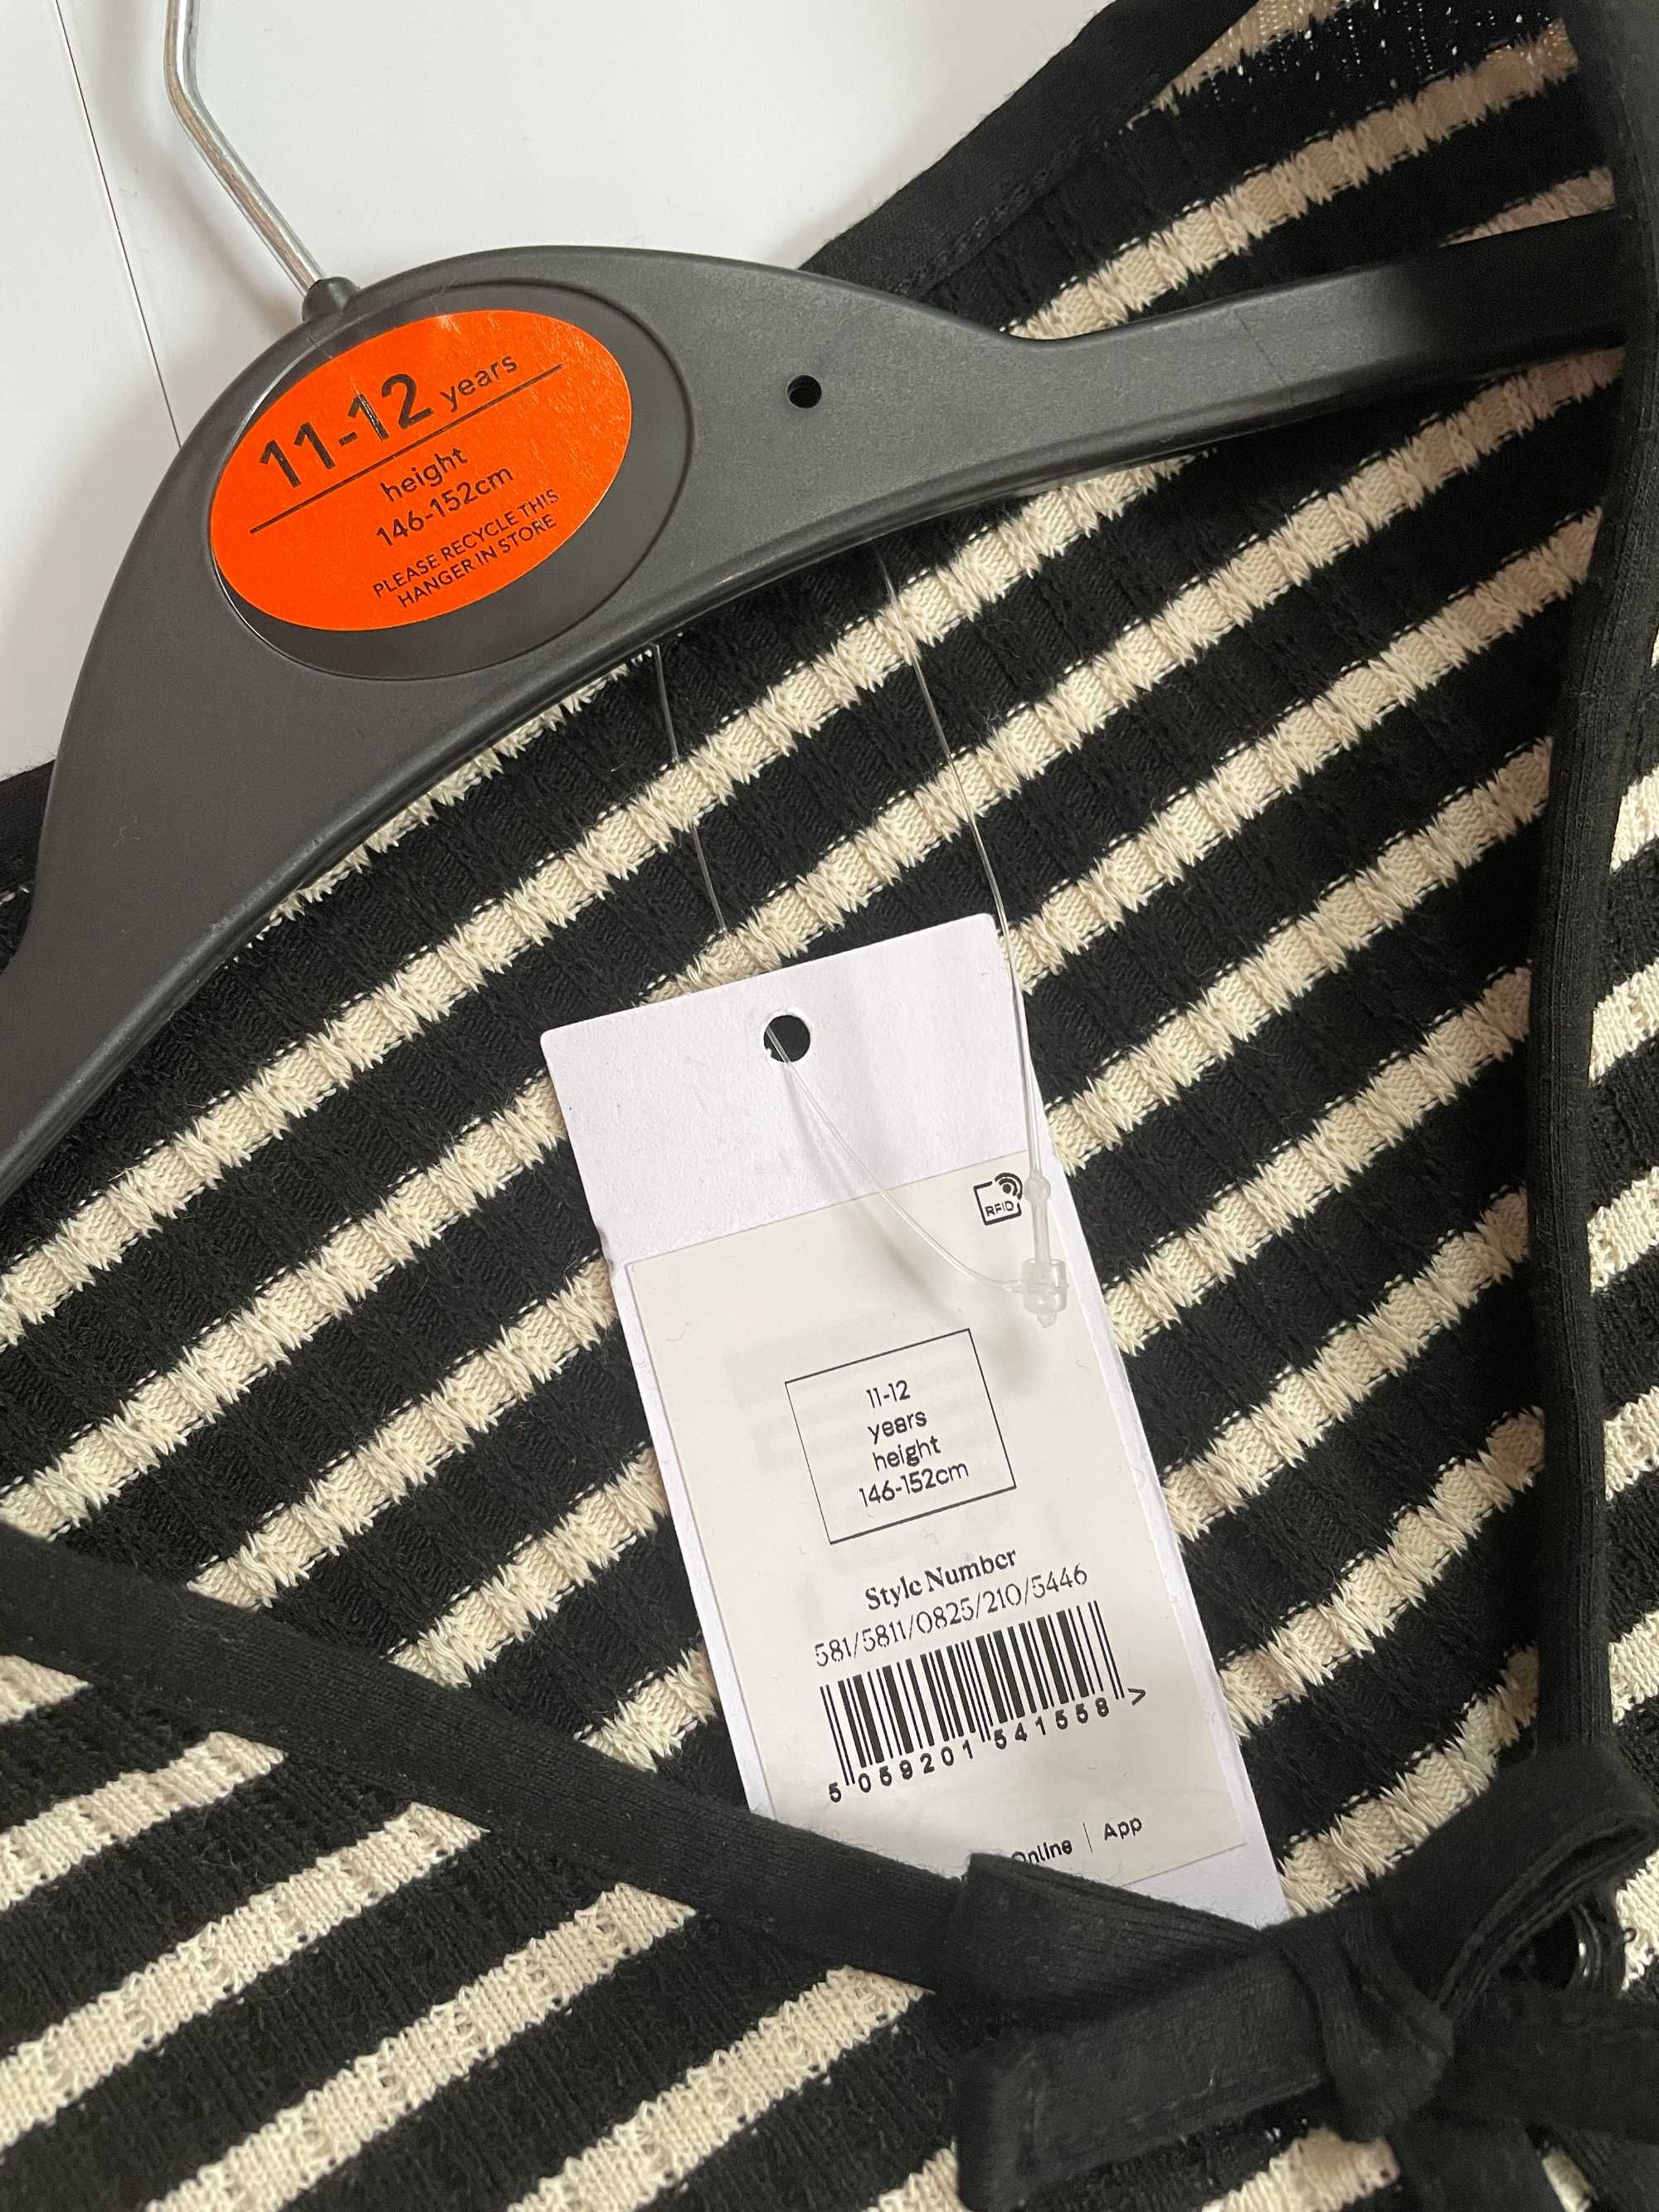 11-12 years
height
146-152cm
PLEASE RECYCLE THIS
HANGER IN STORE
RFID
11-12
years
height
146-152cm
Style Number
581/5811/0825/210/5446
5 059201 541558 >
Online | App